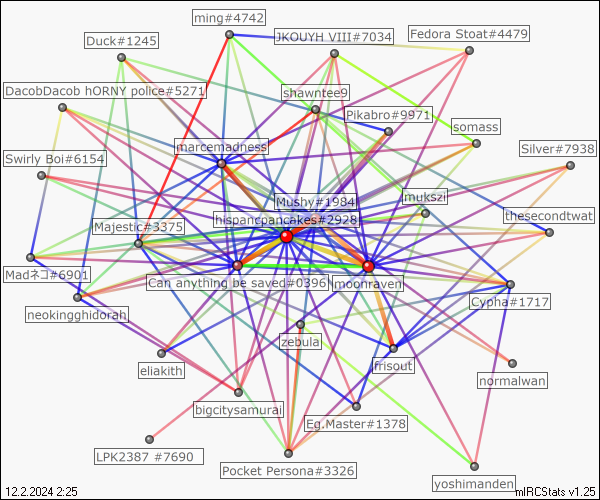 ming#4742
Fedora Stoat#4479
JKOUYH VIII#7034
Duck#1245
DacobDacob hORNY police#5271
shawntee9
Pikabro#9971
isomass
marcemadness
Silver#7938
Swirly Boi#6154
Mushy#1984
mukszi
hispancpancakes#2928
thesecondtwat
Majestic#3375
Madネコ#6901
Can anything be saved#0396
moonraven
Cypha#1717
neokingghidorah
zebula
eliakith
frisout
normalwan
bigcitysamurai
Eg.Master#1378
LPK2387 #7690
Pocket Persona#3326
yoshimanden
12.2.2024 2:25
mIRCStats v1.25